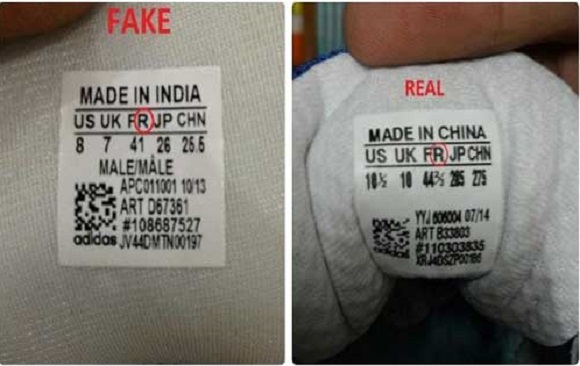 FAKE
MADE IN INDIA
US UK FR JP CHN
8 7 41 26 25.5
MALE/MÂLE
APC011001 10/13
ART D67361
#108687527
adidas JV44DMTN00197
REAL
MADE IN CHINA
US UK FR JP CHN
10½ 10 44⅔ 285 275
YYJ 606004 07/14
ART B33803
#110303835